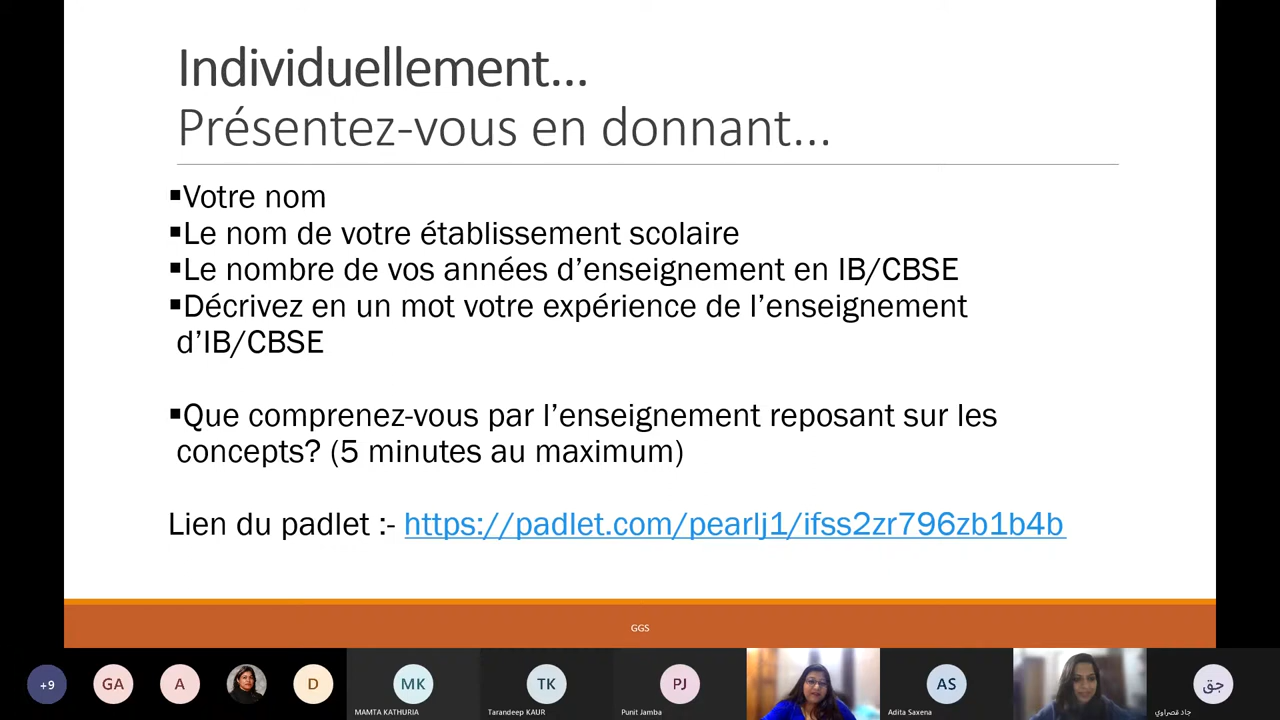 Individuellement...
Présentez-vous en donnant...
▪Votre nom
▪Le nom de votre établissement scolaire
▪Le nombre de vos années d’enseignement en IB/CBSE
▪Décrivez en un mot votre expérience de l’enseignement
d’IB/CBSE
▪Que comprenez-vous par l’enseignement reposant sur les
concepts? (5 minutes au maximum)
Lien du padlet :- https://padlet.com/pearlj1/ifss2zr796zb1b4b
GGS
+9 GA A D MK TK PJ AS جق
MAMTA KATHURIA Tarandeep KAUR Punit Jamba Adita Saxena جاد قصراوي